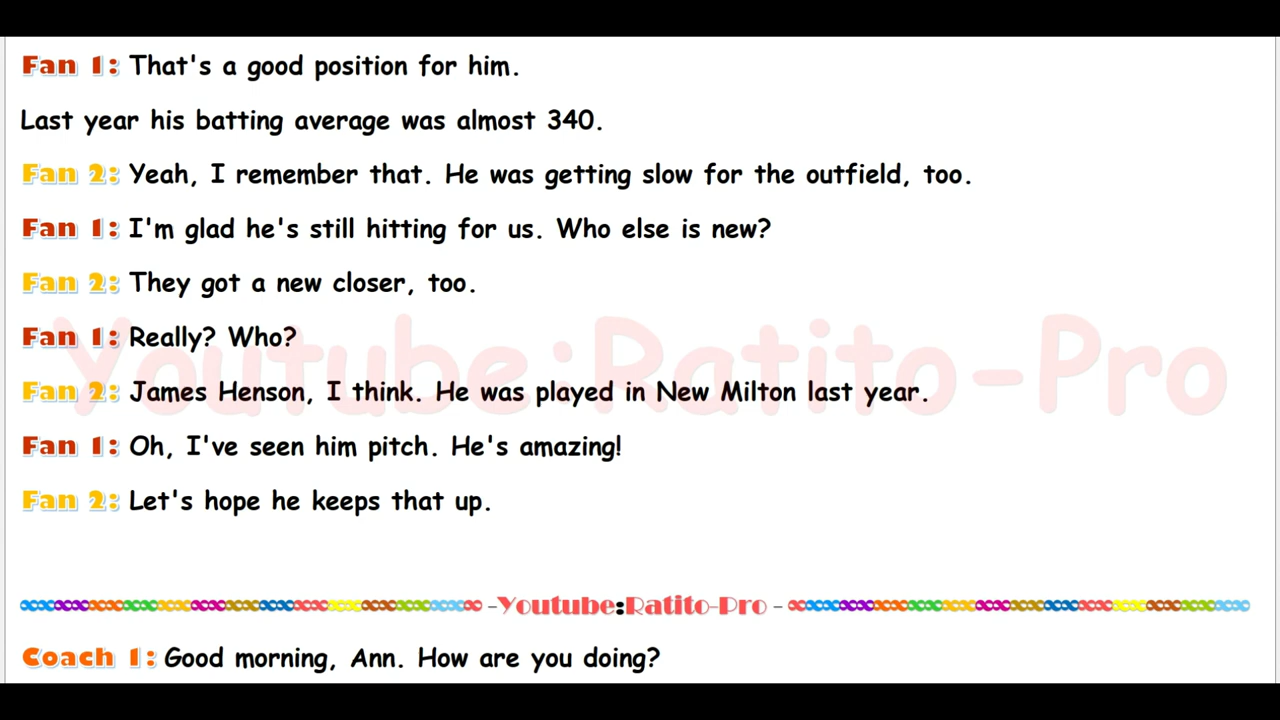 Fan 1: That's a good position for him.
Last year his batting average was almost 340.
Fan 2: Yeah, I remember that. He was getting slow for the outfield, too.
Fan 1: I'm glad he's still hitting for us. Who else is new?
Fan 2: They got a new closer, too.
Fan 1: Really? Who?
Youtube:Ratito-Pro
Fan 2: James Henson, I think. He was played in New Milton last year.
Fan 1: Oh, I've seen him pitch. He's amazing!
Fan 2: Let's hope he keeps that up.
-Youtube:Ratito-Pro -
Coach 1: Good morning, Ann. How are you doing?